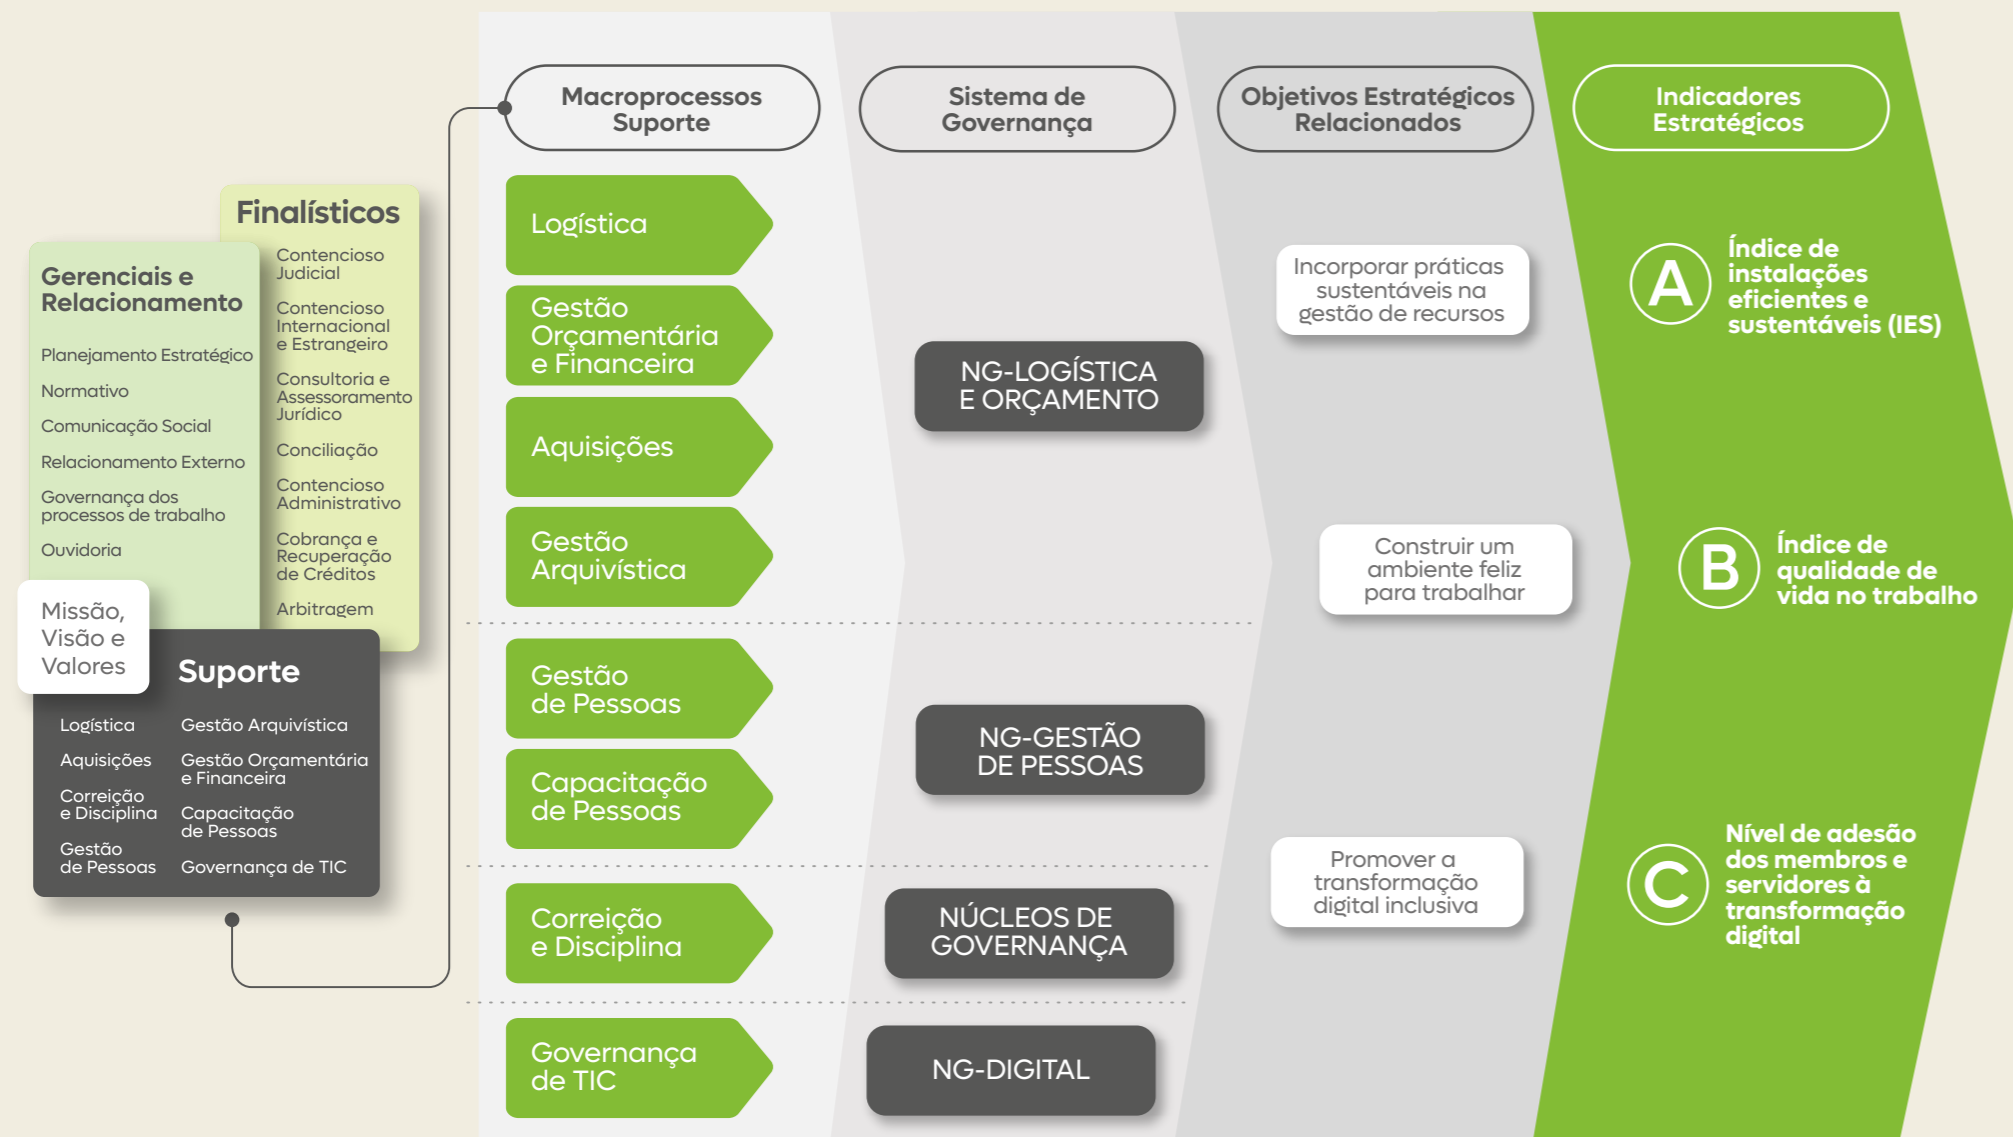 Finalísticos
Contencioso
Judicial
Contencioso
Internacional
e Estrangeiro
Consultoria e
Assessoramento
Jurídico
Conciliação
Contencioso
Administrativo
Cobrança e
Recuperação
de Créditos
Arbitragem
Gerenciais e
Relacionamento
Planejamento Estratégico
Normativo
Comunicação Social
Relacionamento Externo
Governança dos
processos de trabalho
Ouvidoria
Missão,
Visão e
Valores
Suporte
Logística
Aquisições
Correição
e Disciplina
Gestão
de Pessoas
Gestão Arquivística
Gestão Orçamentária
e Financeira
Capacitação
de Pessoas
Governança de TIC
Macroprocessos
Suporte
Logística
Gestão
Orçamentária
e Financeira
Aquisições
Gestão
Arquivística
Gestão
de Pessoas
Capacitação
de Pessoas
Correição
e Disciplina
Governança
de TIC
Sistema de
Governança
NG-LOGÍSTICA
E ORÇAMENTO
NG-GESTÃO
DE PESSOAS
NÚCLEOS DE
GOVERNANÇA
NG-DIGITAL
Objetivos Estratégicos
Relacionados
Incorporar práticas
sustentáveis na
gestão de recursos
Construir um
ambiente feliz
para trabalhar
Promover a
transformação
digital inclusiva
Indicadores
Estratégicos
A
Índice de
instalações
eficientes e
sustentáveis (IES)
B
Índice de
qualidade de
vida no trabalho
C
Nível de adesão
dos membros e
servidores à
transformação
digital